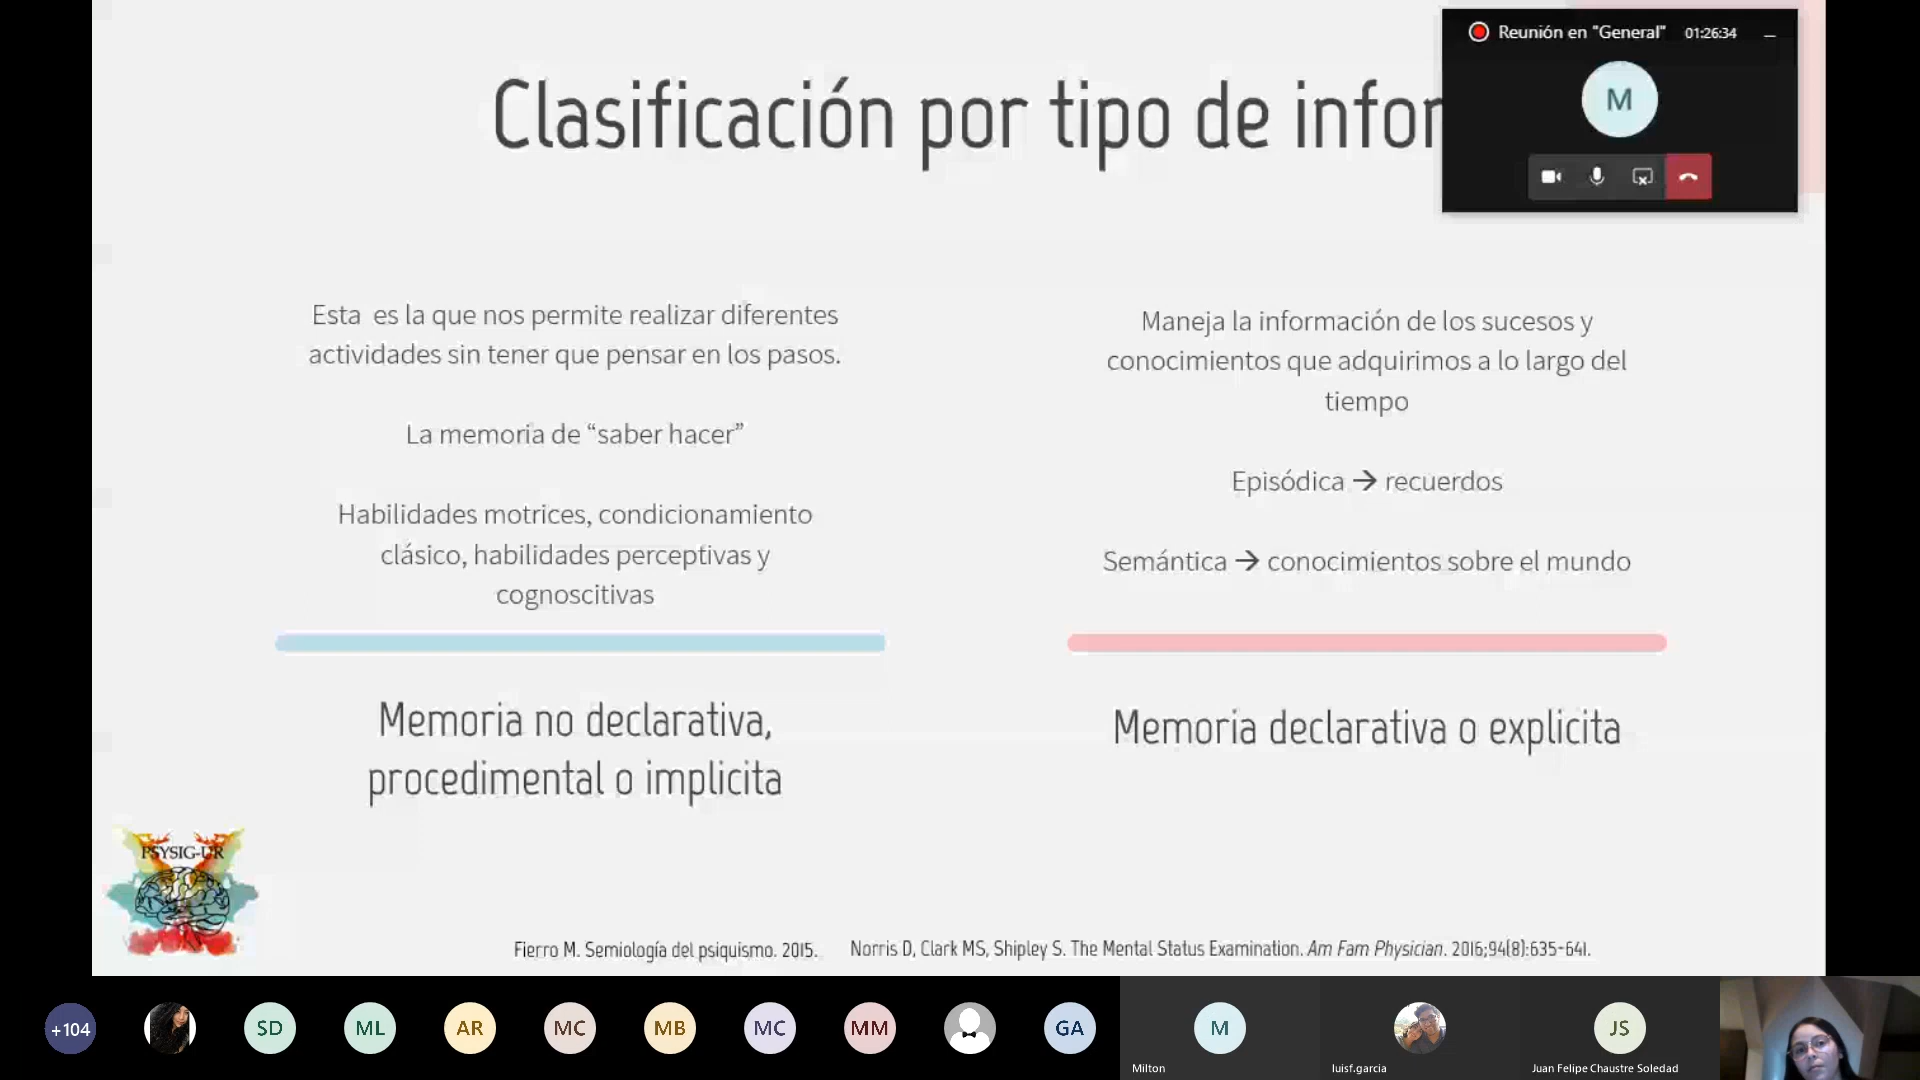 Clasificación por tipo de infor
Reunión en "General" 01:26:34
M
Esta es la que nos permite realizar diferentes
actividades sin tener que pensar en los pasos.
La memoria de “saber hacer”
Habilidades motrices, condicionamiento
clásico, habilidades perceptivas y
cognoscitivas
Memoria no declarativa,
procedimental o implicita
Maneja la información de los sucesos y
conocimientos que adquirimos a lo largo del
tiempo
Episódica → recuerdos
Semántica → conocimientos sobre el mundo
Memoria declarativa o explicita
PSYSIG-UR
Fierro M. Semiología del psiquismo. 2015.
Norris D, Clark MS, Shipley S. The Mental Status Examination. Am Fam Physician. 2016;94(8):635-641.
+104 SD ML AR MC MB MC MM GA M JS
Milton luisf.garcia Juan Felipe Chaustre Soledad